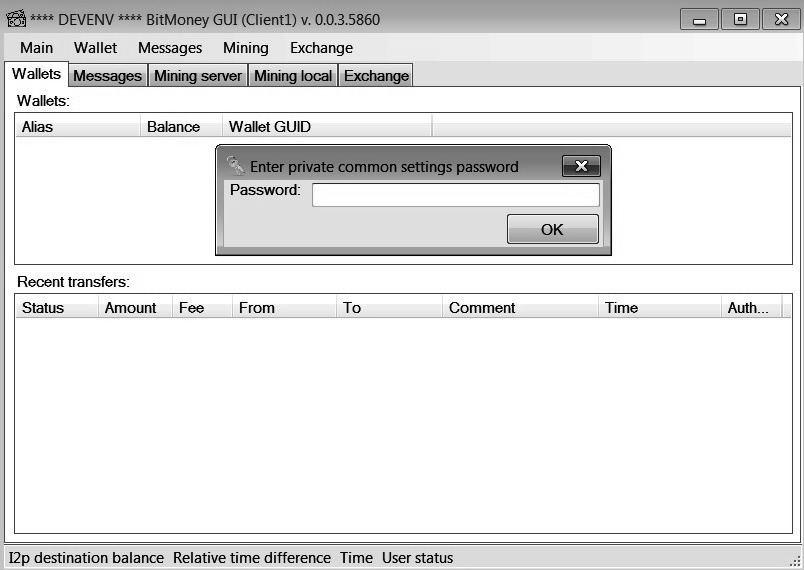 **** DEVENV **** BitMoney GUI (Client1) v. 0.0.3.5860
Main Wallet Messages Mining Exchange
Wallets Messages Mining server Mining local Exchange
Wallets:
Alias Balance Wallet GUID
Enter private common settings password
Password:
OK
Recent transfers:
Status Amount Fee From To Comment Time Auth...
I2p destination balance Relative time difference Time User status